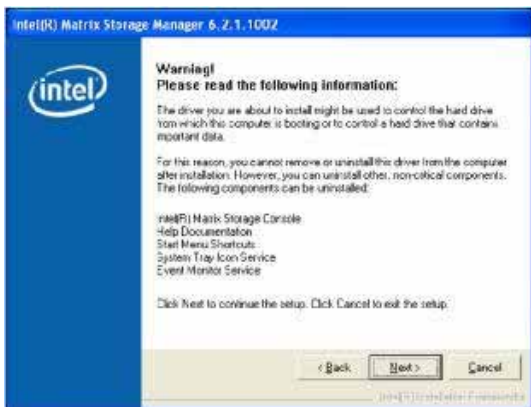 Intel(R) Matrix Storage Manager 6.2.1.1002
intel
Warning!
Please read the following information:
The driver you are about to install might be used to control the hard drive
from which this computer is booting or to control a hard drive that contains
important data.
For this reason, you cannot remove or uninstall this driver from the computer
after installation. However, you can uninstall other, non-critical components.
The following components can be uninstalled:
Intel(R) Matrix Storage Console
Help Documentation
Start Menu Shortcuts
System Tray Icon Service
Event Monitor Service
Click Next to continue the setup. Click Cancel to exit the setup.
< Back
Next >
Cancel
Intel(R) Installation Framework